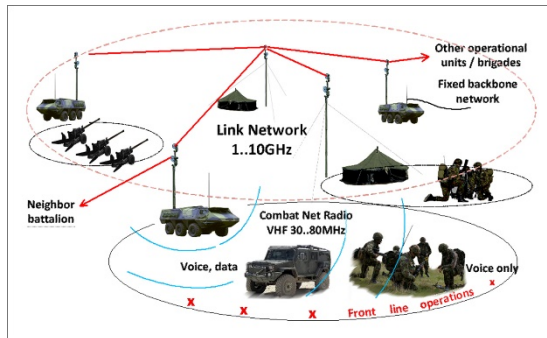 Other operational
units / brigades
Fixed backbone
network
Link Network
1..10GHz
Neighbor
battalion
Combat Net Radio
VHF 30..80MHz
Voice, data
Voice only
x x x Front line operations x